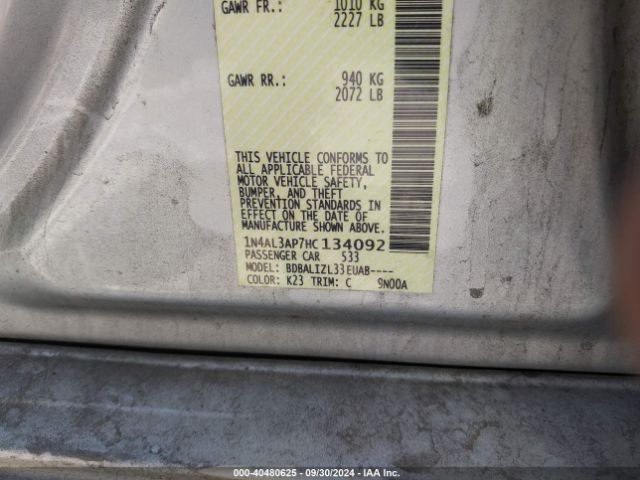 GAWR FR.: 1010 KG
2227 LB
GAWR RR.: 940 KG
2072 LB
THIS VEHICLE CONFORMS TO
ALL APPLICABLE FEDERAL
MOTOR VEHICLE SAFETY,
BUMPER, AND THEFT
PREVENTION STANDARDS IN
EFFECT ON THE DATE OF
MANUFACTURE SHOWN ABOVE.
1N4AL3AP7HC134092
PASSENGER CAR 533
MODEL: BDBALIZL33EUAB----
COLOR: K23 TRIM: C 9N00A
000-40480625 - 09/30/2024 - IAA Inc.